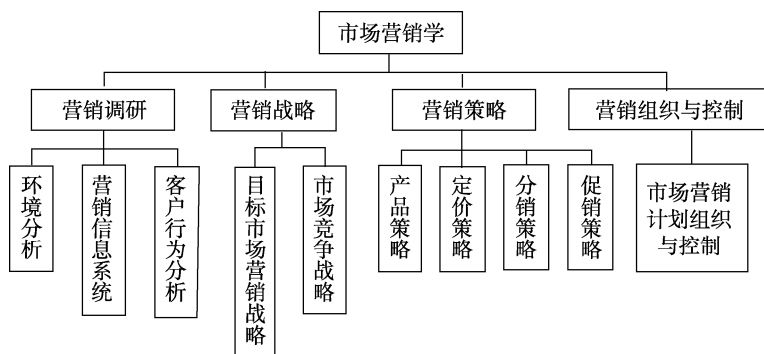 市场营销学
营销调研
营销战略
营销策略
营销组织与控制
环境分析
营销信息系统
客户行为分析
目标市场营销战略
市场竞争战略
产品策略
定价策略
分销策略
促销策略
市场营销
计划组织
与控制